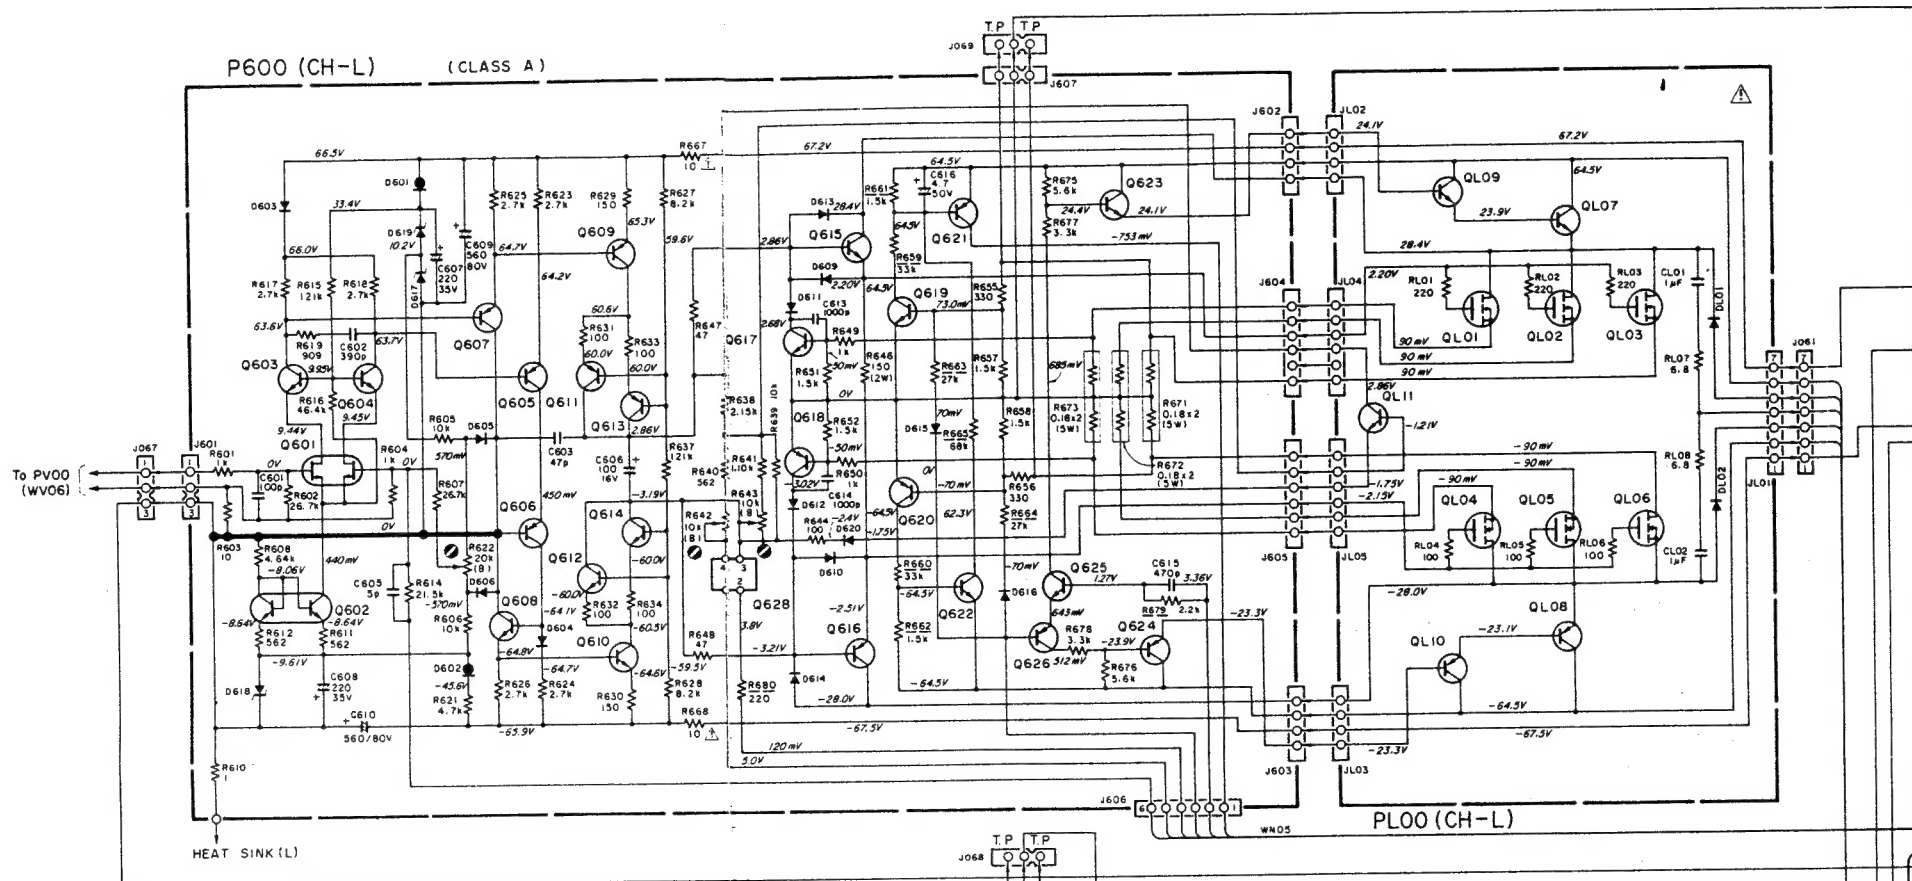 T.P T.P
J069
J607
P600 (CH-L) (CLASS A)
J602
JL02
24.1V
67.2V
66.5V
R667
10
67.2V
D601
D603
33.4V
R625
2.7k
R623
2.7k
R629
150
R627
8.2k
65.3V
D619
10.2V
C609
560
80V
64.7V
Q609
59.6V
66.0V
C607
220
35V
D617
64.2V
R617
2.7k
R615
121k
R618
2.7k
63.6V
R619
909
C602
390p
63.7V
Q607
60.6V
R631
100
R633
100
60.0V
60.0V
R647
47
Q603
9.95V
R616
46.4k
Q604
9.45V
9.44V
Q605
Q611
Q613
2.86V
R605
10k
D605
570mV
C603
47p
C606
100
16V
R637
121k
J067
J601
To PV00
(WV06)
R601
1k
0V
C601
100p
R602
26.7k
Q601
R604
1k
0V
R607
26.7k
-3.19V
Q606
450mV
Q614
Q612
-60.0V
-60.0V
R603
10
0V
R608
4.64k
-8.06V
440mV
R622
20k
(B)
C605
5p
R614
21.5k
-570mV
D606
R606
10k
Q608
-64.1V
R632
100
R634
100
-60.5V
Q602
-8.64V
-8.64V
R612
562
R611
562
-9.61V
D604
-64.8V
Q610
-64.7V
-64.6V
D602
-45.6V
R621
4.7k
R626
2.7k
R624
2.7k
R630
150
-59.5V
R628
8.2k
D618
C608
220
35V
C610
560/80V
-65.9V
R668
10
-67.5V
R610
1
HEAT SINK(L)
R661
1.5k
C616
4.7
50V
64.5V
D613
28.4V
64.5V
2.86V
Q615
R659
33k
Q621
R675
5.6k
Q623
24.4V
24.1V
R677
3.3k
-753mV
D609
2.20V
D611
64.5V
Q619
R655
330
73.0mV
C613
1000p
2.68V
Q617
R649
1k
50mV
R651
1.5k
R646
150
(2W)
R663
27k
R657
1.5k
685mV
R638
2.15k
R639 10k
Q618
0V
R652
1.5k
-50mV
70mV
D615
R665
68k
R658
1.5k
R673
0.18x2
(5W)
R671
0.18x2
(5W)
R672
0.18x2
(5W)
R640
562
R641
1.10k
R643
10k
(B)
R642
10k
(B)
-3.02V
R650
1k
C614
1000p
D612
-2.4V
R644
100
D620
-1.75V
0V
-70mV
R656
330
-64.5V
Q620
62.3V
R664
27k
D610
Q628
R660
33k
-64.5V
Q622
-70mV
D616
Q625
1.27V
C615
470p
3.36V
R679
2.2k
3.8V
-2.51V
Q616
R662
1.5k
643mV
R678
3.3k
-23.9V
Q624
-23.3V
R648
47
-3.21V
Q626
512mV
R676
5.6k
R680
220
D614
-28.0V
-64.5V
120mV
5.0V
J606
WN05
J603
JL03
J604
JL04
J605
JL05
QL09
64.5V
23.9V
QL07
28.4V
2.20V
RL01
220
RL02
220
RL03
220
CL01
1µF
DL01
QL01
QL02
QL03
90mV
90mV
90mV
RL07
6.8
J061
2.86V
QL11
-1.21V
-90mV
-90mV
-90mV
-1.75V
-2.15V
RL08
6.8
DL02
JL01
QL04
QL05
QL06
RL04
100
RL05
100
RL06
100
CL02
1µF
-28.0V
QL08
-23.1V
QL10
-64.5V
-67.5V
-23.3V
PL00 (CH-L)
T.P T.P
J068